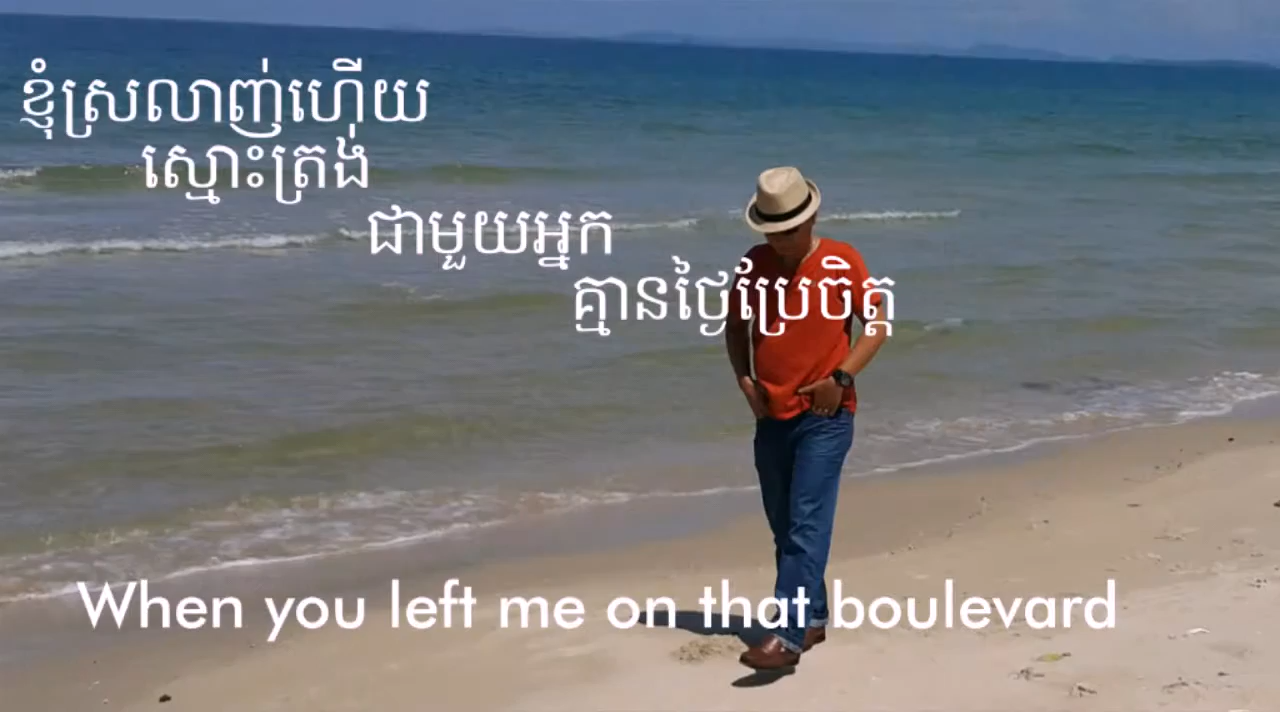 ខ្ញុំស្រលាញ់ហើយ
ស្មោះត្រង់
ជាមួយអ្នក
គ្មានថ្ងៃប្រែចិត្ត
When you left me on that boulevard